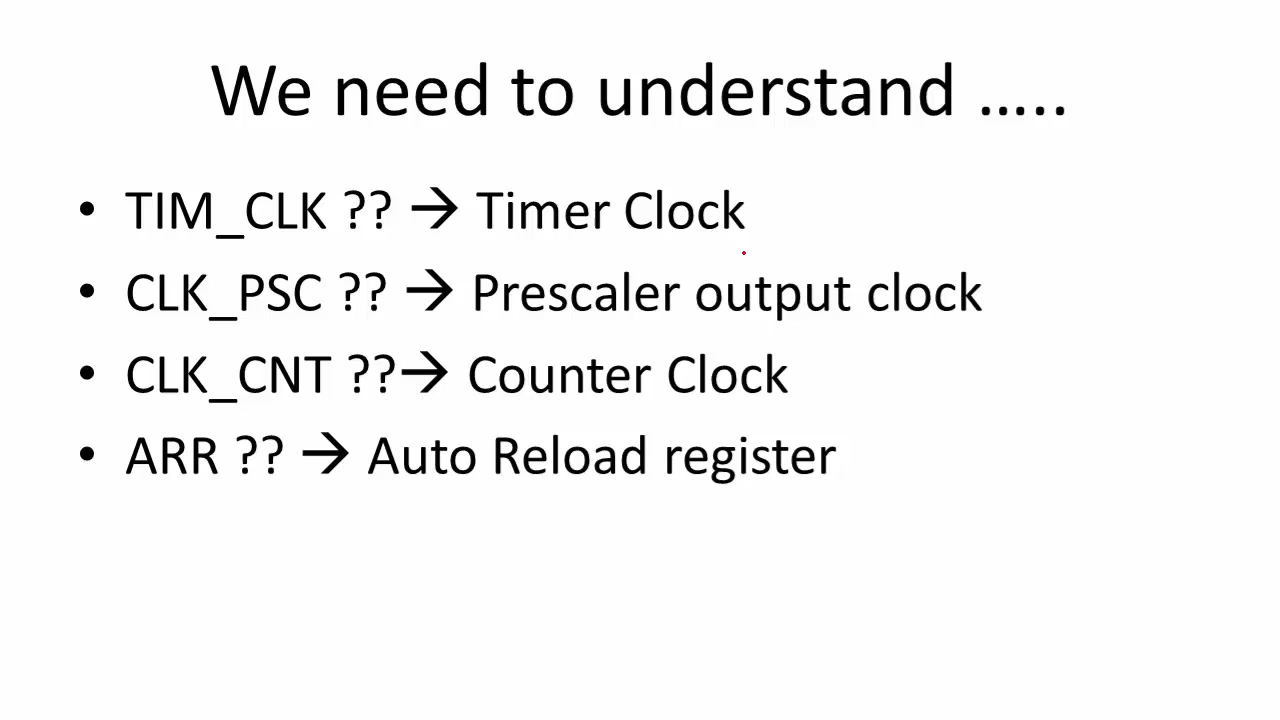 We need to understand …..
• TIM_CLK ?? → Timer Clock
• CLK_PSC ?? → Prescaler output clock
• CLK_CNT ??→ Counter Clock
• ARR ?? → Auto Reload register